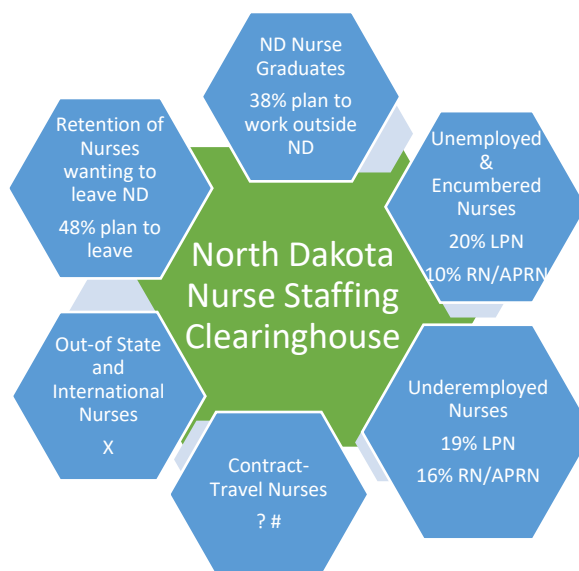 ND Nurse
Graduates
38% plan to
work outside
ND
Unemployed
&
Encumbered
Nurses
20% LPN
10% RN/APRN
Underemployed
Nurses
19% LPN
16% RN/APRN
Contract-
Travel Nurses
? #
Out-of State
and
International
Nurses
X
Retention of
Nurses
wanting to
leave ND
48% plan to
leave
North Dakota
Nurse Staffing
Clearinghouse